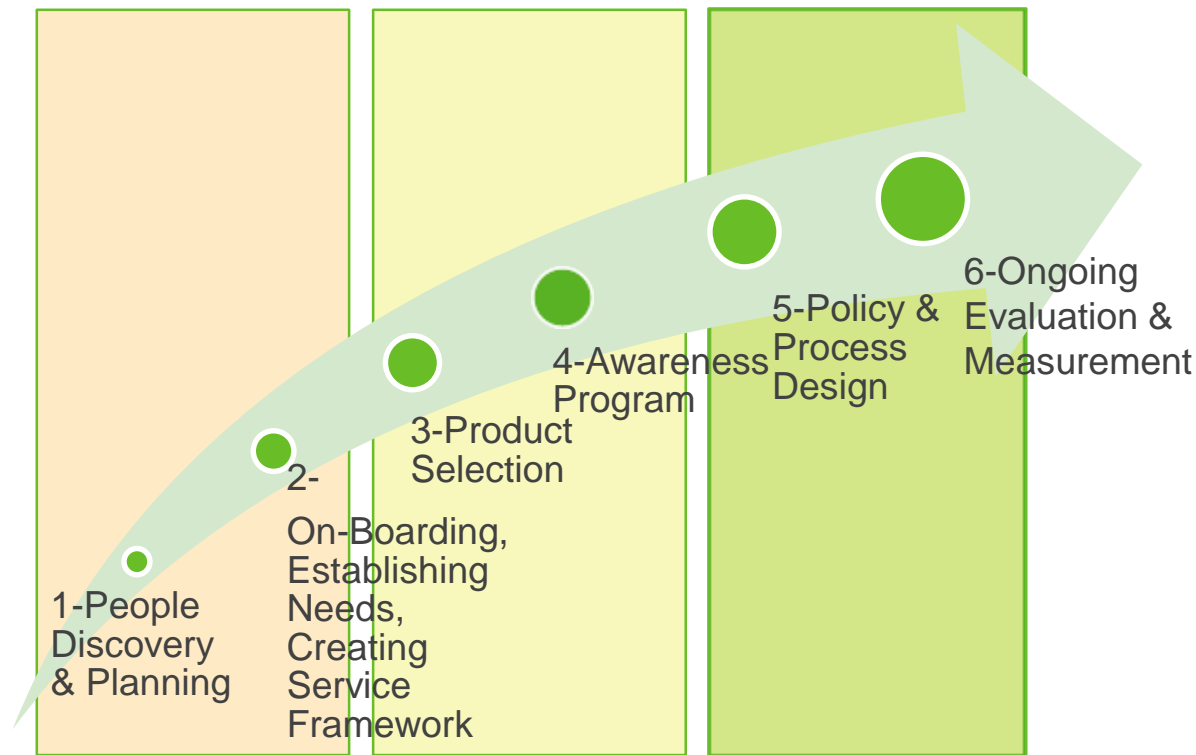 1-People
Discovery
& Planning
2-
On-Boarding,
Establishing
Needs,
Creating
Service
Framework
3-Product
Selection
4-Awareness
Program
5-Policy &
Process
Design
6-Ongoing
Evaluation &
Measurement